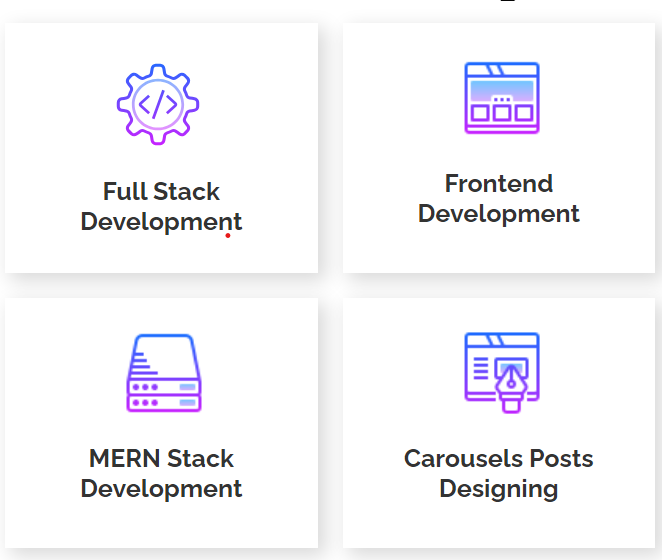 Full Stack
Development
Frontend
Development
MERN Stack
Development
Carousels Posts
Designing